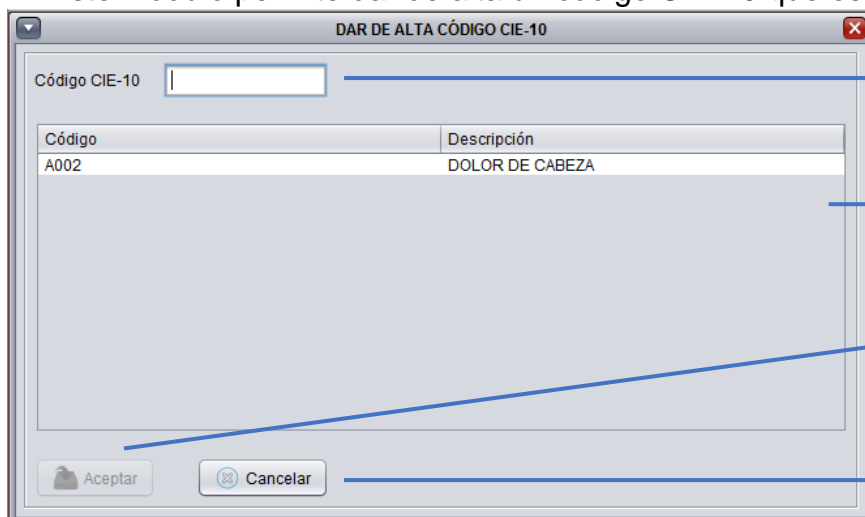 DAR DE ALTA CÓDIGO CIE-10
Código CIE-10
Código Descripción
A002 DOLOR DE CABEZA
Aceptar Cancelar